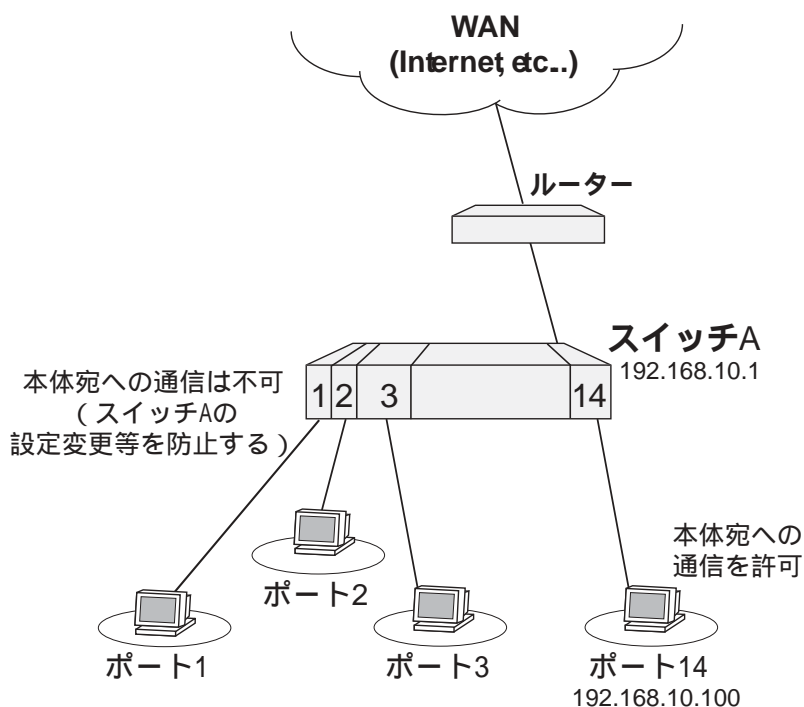 WAN
(Internet, etc...)
ルーター
スイッチA
192.168.10.1
本体宛への通信は不可
(スイッチAの
設定変更等を防止する)
1 2 3 14
本体宛への
通信を許可
ポート2
ポート1
ポート3
ポート14
192.168.10.100